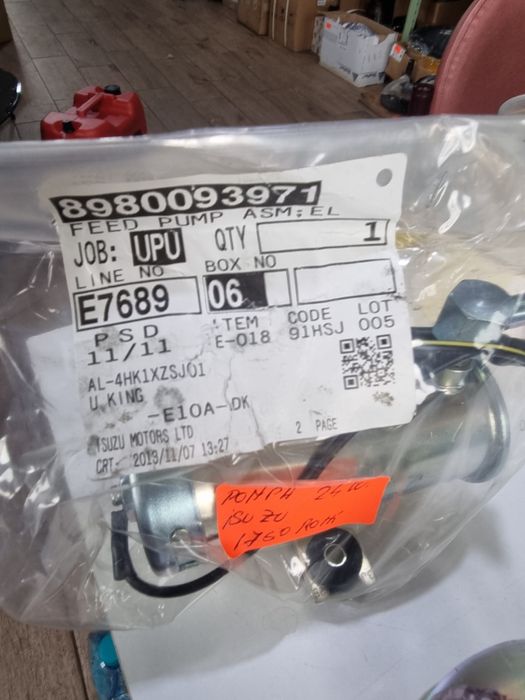 8980093971
FEED PUMP ASM;EL
JOB: UPU QTY 1
LINE NO BOX NO
E7689 06
P S D ITEM CODE LOT
11/11 E-018 91HSJ 005
AL-4HK1XZSJ01
U KING
-E10A-DK
ISUZU MOTORS LTD 2 PAGE
CRT- 2013/11/07 13:27
POMPA 24V
iSUZU
1750 RON